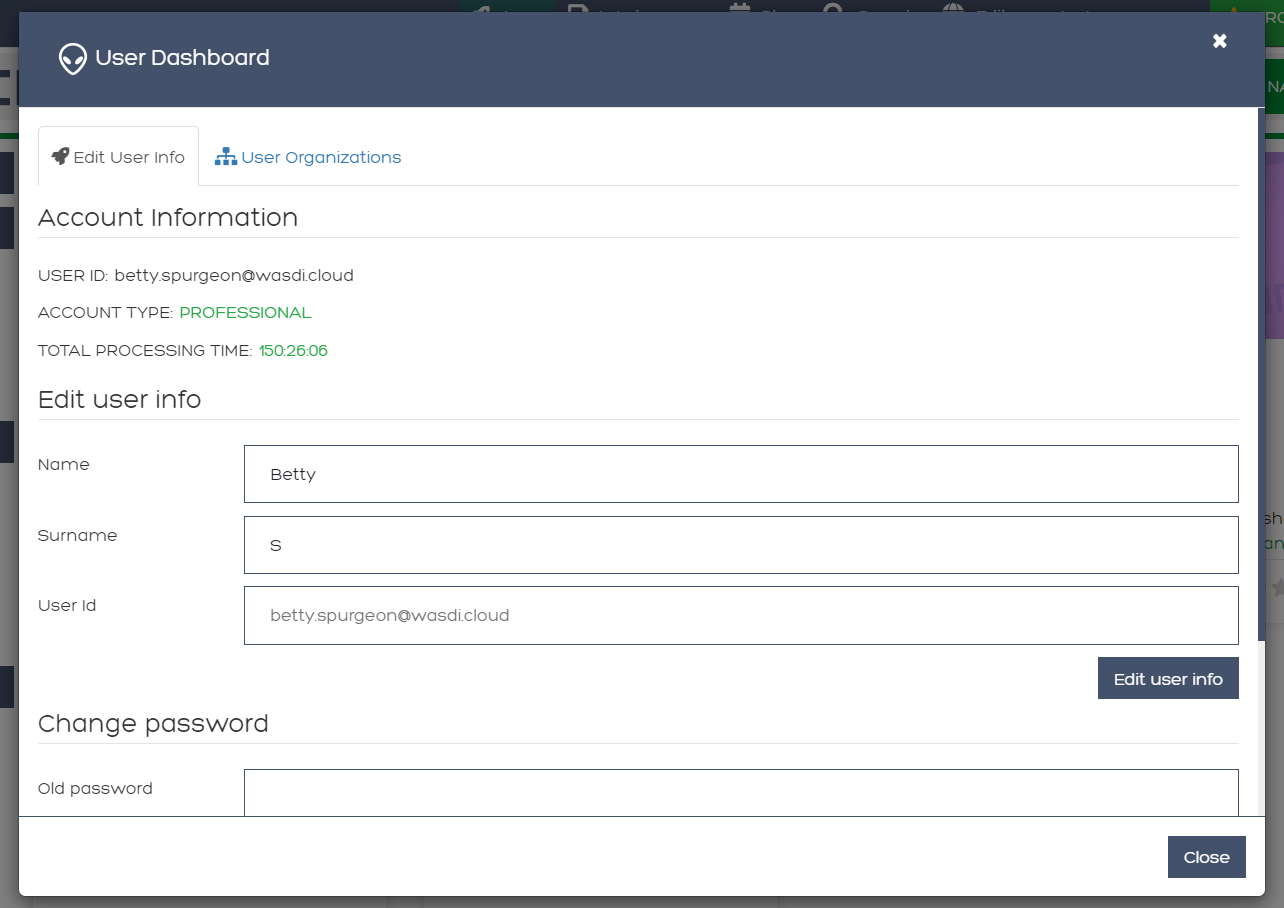 User Dashboard
Edit User Info
User Organizations
Account Information
USER ID: betty.spurgeon@wasdi.cloud
ACCOUNT TYPE: PROFESSIONAL
TOTAL PROCESSING TIME: 150:26:06
Edit user info
Name
Betty
Surname
S
User Id
betty.spurgeon@wasdi.cloud
Edit user info
Change password
Old password
Close